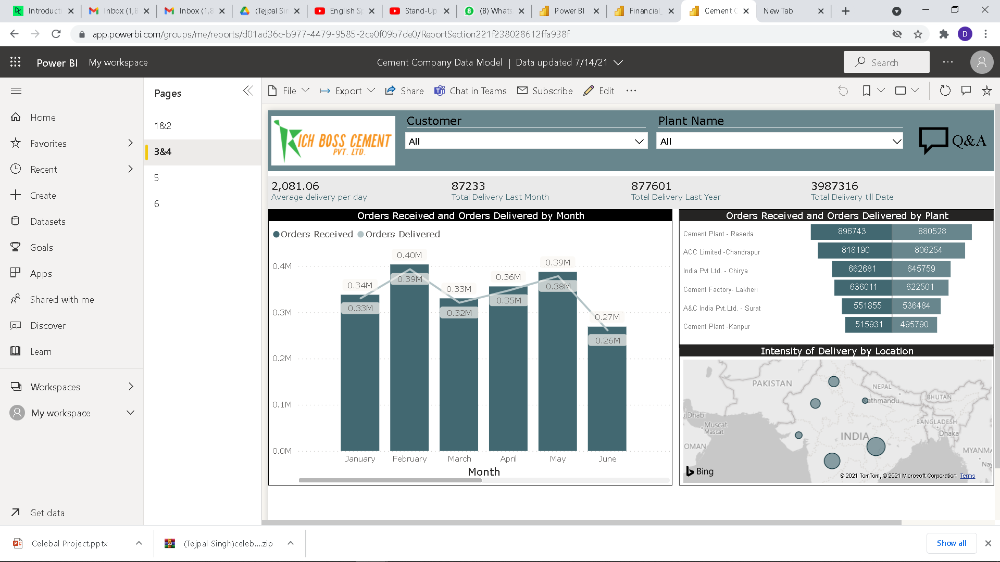 Introducti
Inbox (1,8
Inbox (1,8
(Tejpal Sin
English Sp
Stand-Up
(8) Whats
Power BI
Financial_
Cement C
New Tab
app.powerbi.com/groups/me/reports/d01ad36c-b977-4479-9585-2ce0f09b7de0/ReportSection221f238028612ffa938f
D
Power BI My workspace
Cement Company Data Model | Data updated 7/14/21
Search
Home
Favorites
Recent
Create
Datasets
Goals
Apps
Shared with me
Discover
Learn
Workspaces
My workspace
Get data
Pages
1&2
3&4
5
6
File Export Share Chat in Teams Subscribe Edit
RICH BOSS CEMENT
PVT. LTD.
Customer
All
Plant Name
All
Q&A
2,081.06
Average delivery per day
87233
Total Delivery Last Month
877601
Total Delivery Last Year
3987316
Total Delivery till Date
Orders Received and Orders Delivered by Month
Orders Received Orders Delivered
0.4M
0.3M
0.2M
0.1M
0.0M
0.34M
0.33M
0.40M
0.39M
0.33M
0.32M
0.36M
0.35M
0.39M
0.38M
0.27M
0.26M
January February March April May June
Month
Orders Received and Orders Delivered by Plant
Cement Plant - Raseda 896743 880528
ACC Limited -Chandrapur 818190 806254
India Pvt Ltd. - Chirya 662681 645759
Cement Factory- Lakheri 636011 622501
A&C India Pvt.Ltd. - Surat 551855 536484
Cement Plant -Kanpur 515931 495790
Intensity of Delivery by Location
PAKISTAN
NEPAL
BHUTAN
athmandu
Dhabi
Muscat
Mascat
BANGLADESH
Dhaka
INDIA
OMAN
MYANMA
Nay
Bing
© 2021 TomTom, © 2021 Microsoft Corporation Terms
Celebal Project.pptx
(Tejpal Singh)celeb....zip
Show all